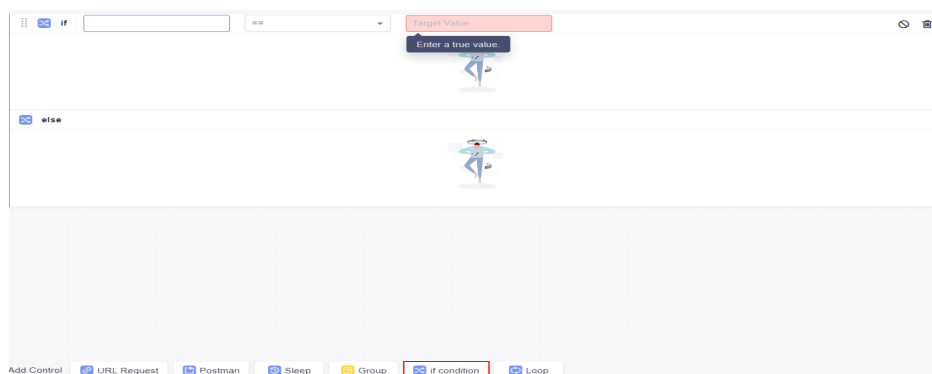 if == Target Value
Enter a true value.
else
Add Control URL Request Postman Sleep Group if condition Loop